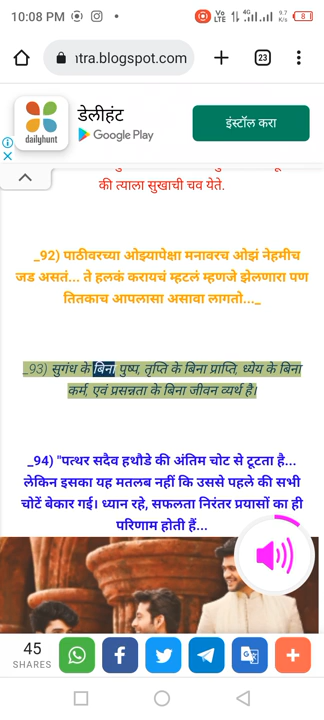 10:08 PM
Vo
LTE
4G
9.7
K/s
8
ntra.blogspot.com
23
डेलीहंट
Google Play
dailyhunt
इंस्टॉल करा
की त्याला सुखाची चव येते.
_92) पाठीवरच्या ओझ्यापेक्षा मनावरच ओझं नेहमीच
जड असतं... ते हलकं करायचं म्हटलं म्हणजे झेलणारा पण
तितकाच आपलासा असावा लागतो..._
_93) सुगंध के बिना पुष्प, तृप्ति के बिना प्राप्ति, ध्येय के बिना
कर्म, एवं प्रसन्नता के बिना जीवन व्यर्थ है।
_94) "पत्थर सदैव हथौडे की अंतिम चोट से टूटता है...
लेकिन इसका यह मतलब नहीं कि उससे पहले की सभी
चोटें बेकार गई। ध्यान रहे, सफलता निरंतर प्रयासों का ही
परिणाम होती हैं...
45
SHARES